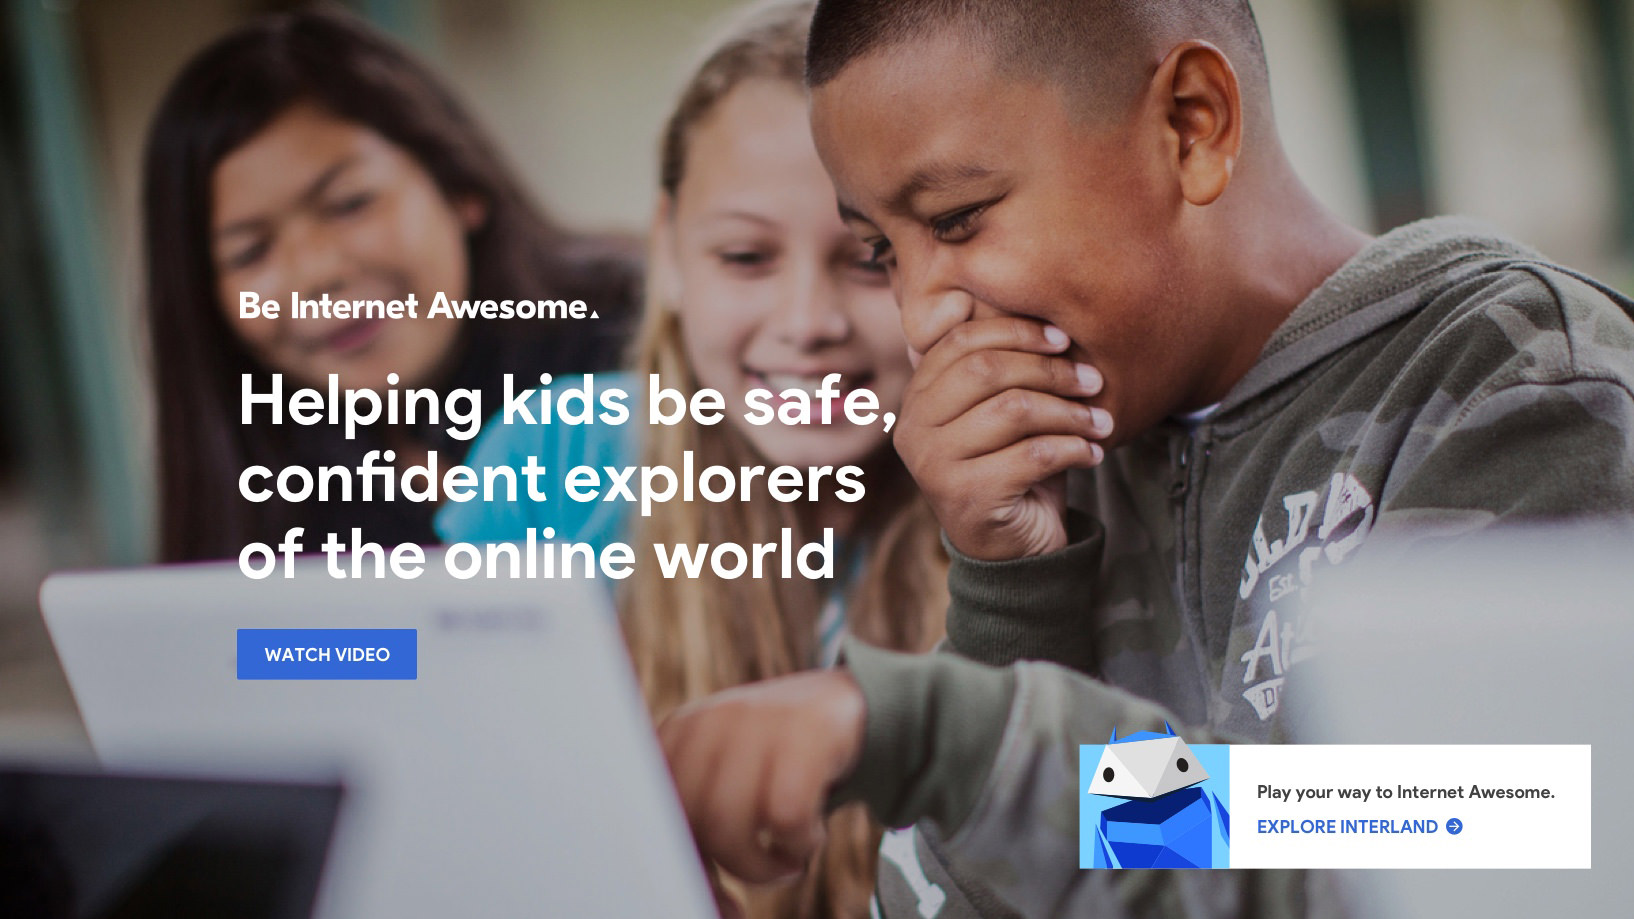 Be Internet Awesome
Helping kids be safe,
confident explorers
of the online world
WATCH VIDEO
Est.
Play your way to Internet Awesome.
EXPLORE INTERLAND